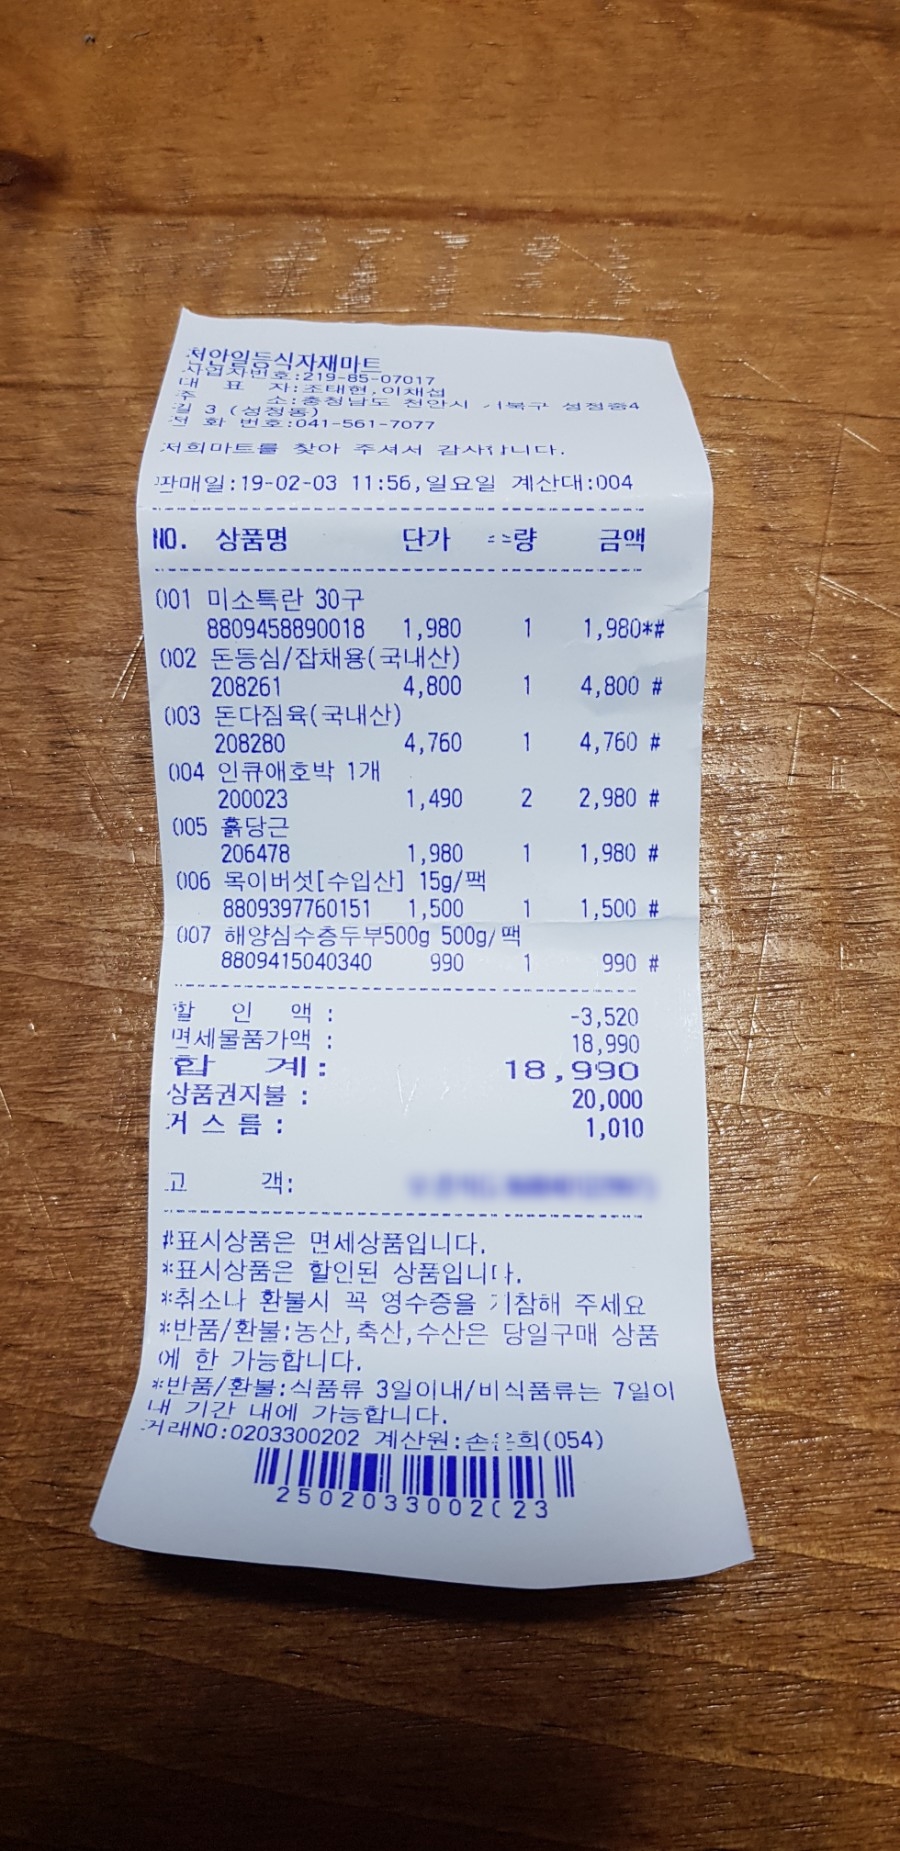 천안일등식자재마트
사업자번호:219-85-07017
대 표 자:조태현,이채섭
주 소:충청남도 천안시 서북구 성정중4
길 3 (성정동)
전 화 번호:041-561-7077
저희마트를 찾아 주셔서 감사합니다.
판매일:19-02-03 11:56,일요일 계산대:004
NO. 상품명 단가 수량 금액
001 미소특란 30구
8809458890018 1,980 1 1,980*#
002 돈등심/잡채용(국내산)
208261 4,800 1 4,800 #
003 돈다짐육(국내산)
208280 4,760 1 4,760 #
004 인큐애호박 1개
200023 1,490 2 2,980 #
005 흙당근
206478 1,980 1 1,980 #
006 목이버섯[수입산] 15g/팩
8809397760151 1,500 1 1,500 #
007 해양심수층두부500g 500g/팩
8809415040340 990 1 990 #
할 인 액 : -3,520
면세물품가액 : 18,990
합 계: 18,990
상품권지불 : 20,000
거 스 름 : 1,010
고 객:
#표시상품은 면세상품입니다.
*표시상품은 할인된 상품입니다.
*취소나 환불시 꼭 영수증을 지참해 주세요
*반품/환불:농산,축산,수산은 당일구매 상품
에 한 가능합니다.
*반품/환불:식품류 3일이내/비식품류는 7일이
내 기간 내에 가능합니다.
거래NO:0203300202 계산원:손은희(054)